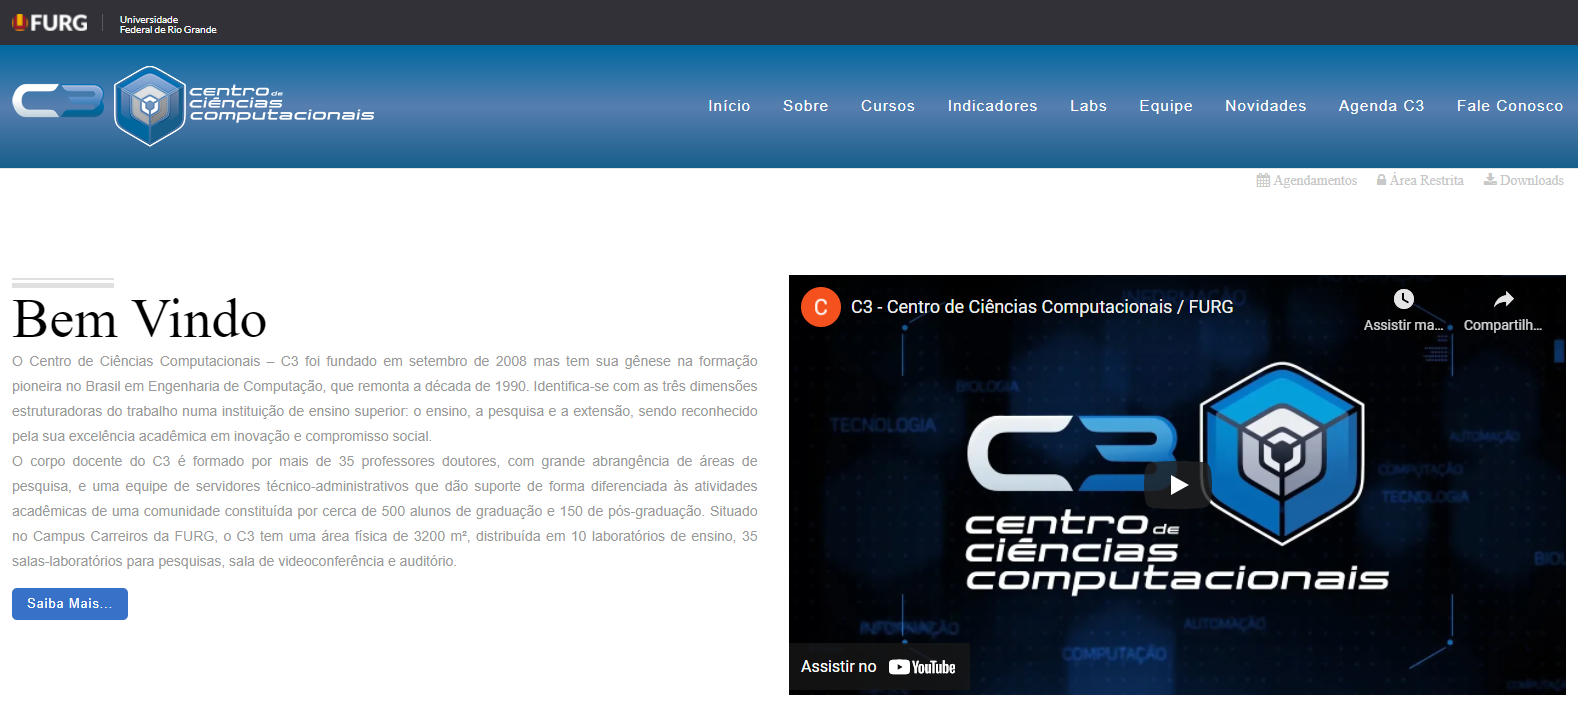 FURG
Universidade
Federal de Rio Grande
C3
centro de
ciências
computacionais
Início Sobre Cursos Indicadores Labs Equipe Novidades Agenda C3 Fale Conosco
Agendamentos Área Restrita Downloads
Bem Vindo
O Centro de Ciências Computacionais – C3 foi fundado em setembro de 2008 mas tem sua gênese na formação
pioneira no Brasil em Engenharia de Computação, que remonta a década de 1990. Identifica-se com as três dimensões
estruturadoras do trabalho numa instituição de ensino superior: o ensino, a pesquisa e a extensão, sendo reconhecido
pela sua excelência acadêmica em inovação e compromisso social.
O corpo docente do C3 é formado por mais de 35 professores doutores, com grande abrangência de áreas de
pesquisa, e uma equipe de servidores técnico-administrativos que dão suporte de forma diferenciada às atividades
acadêmicas de uma comunidade constituída por cerca de 500 alunos de graduação e 150 de pós-graduação. Situado
no Campus Carreiros da FURG, o C3 tem uma área física de 3200 m², distribuída em 10 laboratórios de ensino, 35
salas-laboratórios para pesquisas, sala de videoconferência e auditório.
Saiba Mais...
C
C3 - Centro de Ciências Computacionais / FURG
Assistir ma...
Compartilh...
INFORMAÇÃO
BIOLOGIA
TECNOLOGIA
AUTOMAÇÃO
COMPUTAÇÃO
TECNOLOGIA
C3
centro de
ciências
computacionais
BIOL
INFORMAÇÃO
AUTOMAÇÃO
COMPUTAÇÃO
Assistir no YouTube